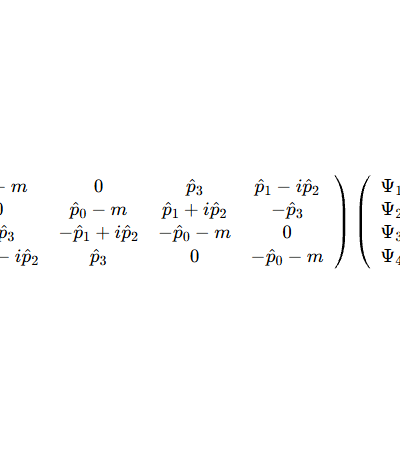 − m 0 p̂₃ p̂₁ − ip̂₂ Ψ₁
0 p̂₀ − m p̂₁ + ip̂₂ −p̂₃ Ψ₂
p̂₃ −p̂₁ + ip̂₂ −p̂₀ − m 0 Ψ₃
− ip̂₂ p̂₃ 0 −p̂₀ − m Ψ₄